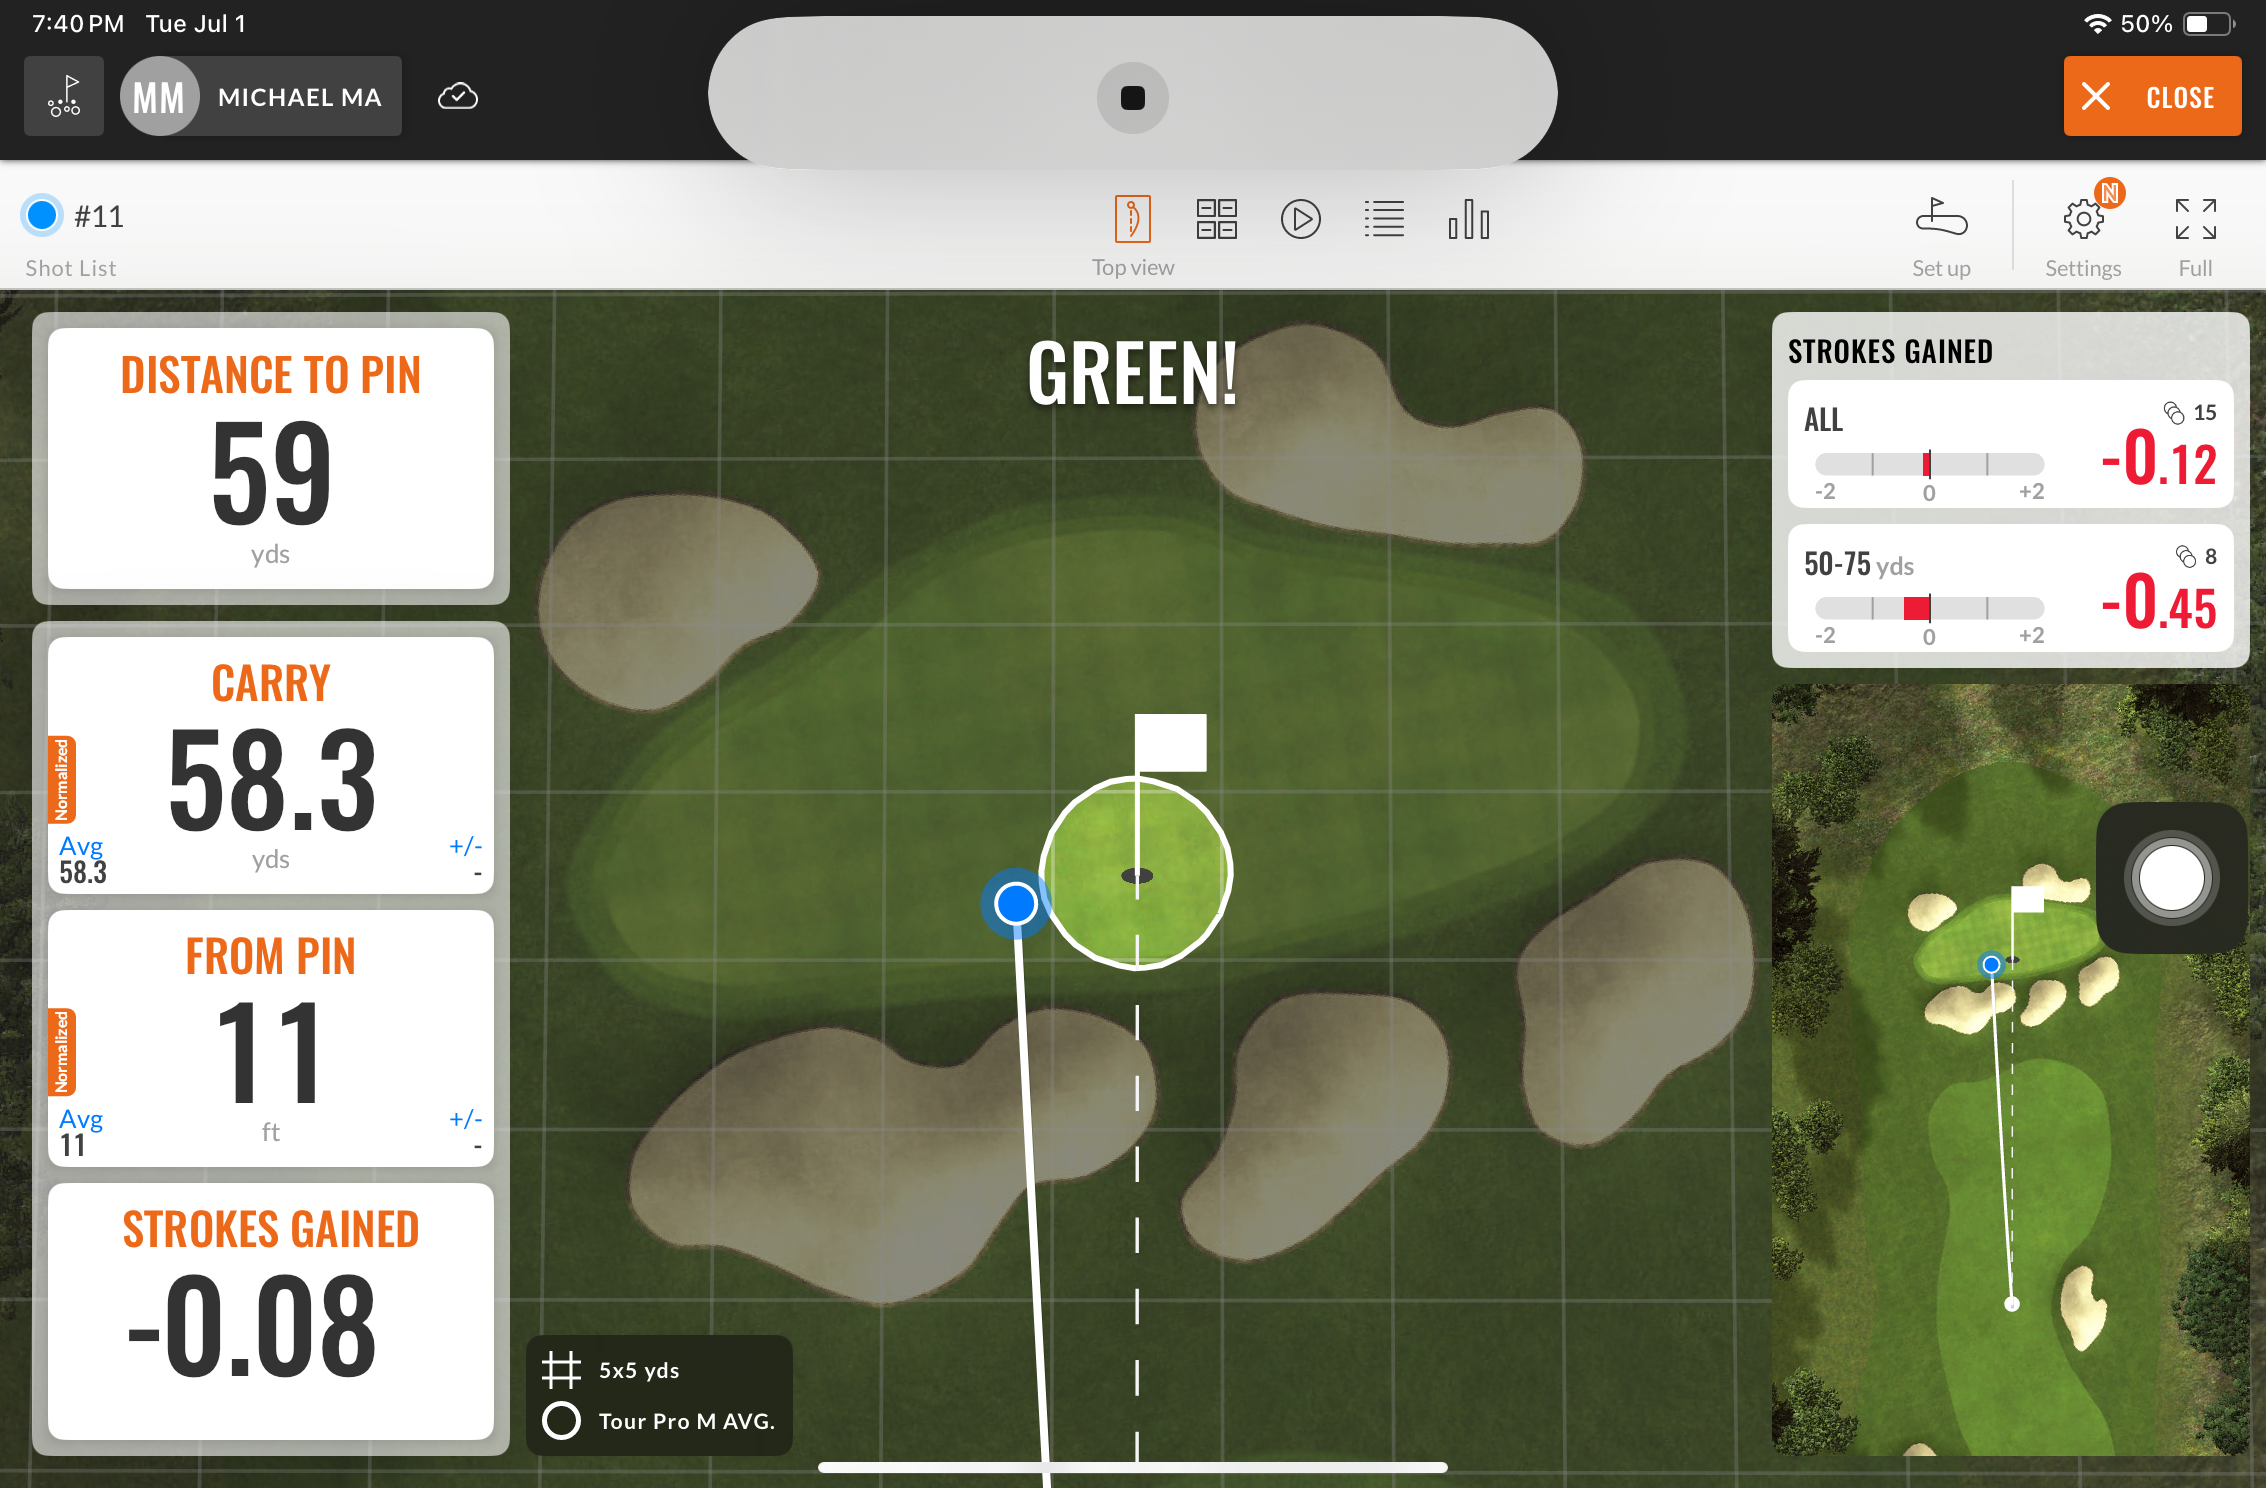 7:40 PM Tue Jul 1
50%
MM MICHAEL MA
CLOSE
#11
Shot List
Top view
Set up
N
Settings
Full
DISTANCE TO PIN
59
yds
CARRY
Normalized
58.3
yds
Avg
58.3
+/-
-
FROM PIN
Normalized
11
ft
Avg
11
+/-
-
STROKES GAINED
-0.08
GREEN!
5x5 yds
Tour Pro M AVG.
STROKES GAINED
ALL
15
-0.12
-2 0 +2
50-75 yds
8
-0.45
-2 0 +2